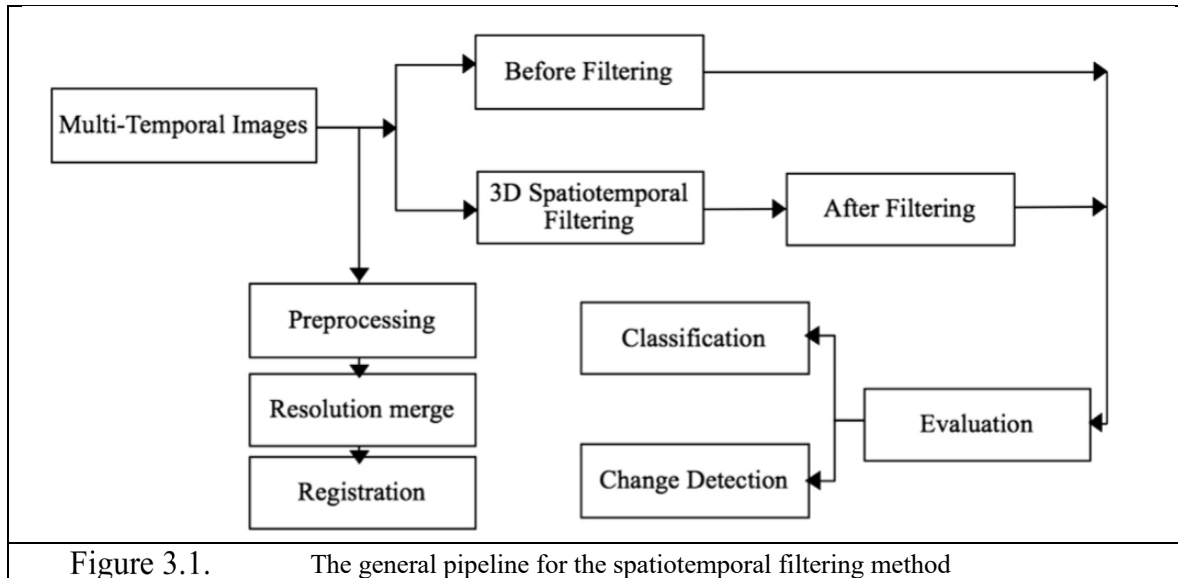 Before Filtering
Multi-Temporal Images
3D Spatiotemporal
Filtering
After Filtering
Preprocessing
Classification
Resolution merge
Evaluation
Change Detection
Registration
Figure 3.1. The general pipeline for the spatiotemporal filtering method